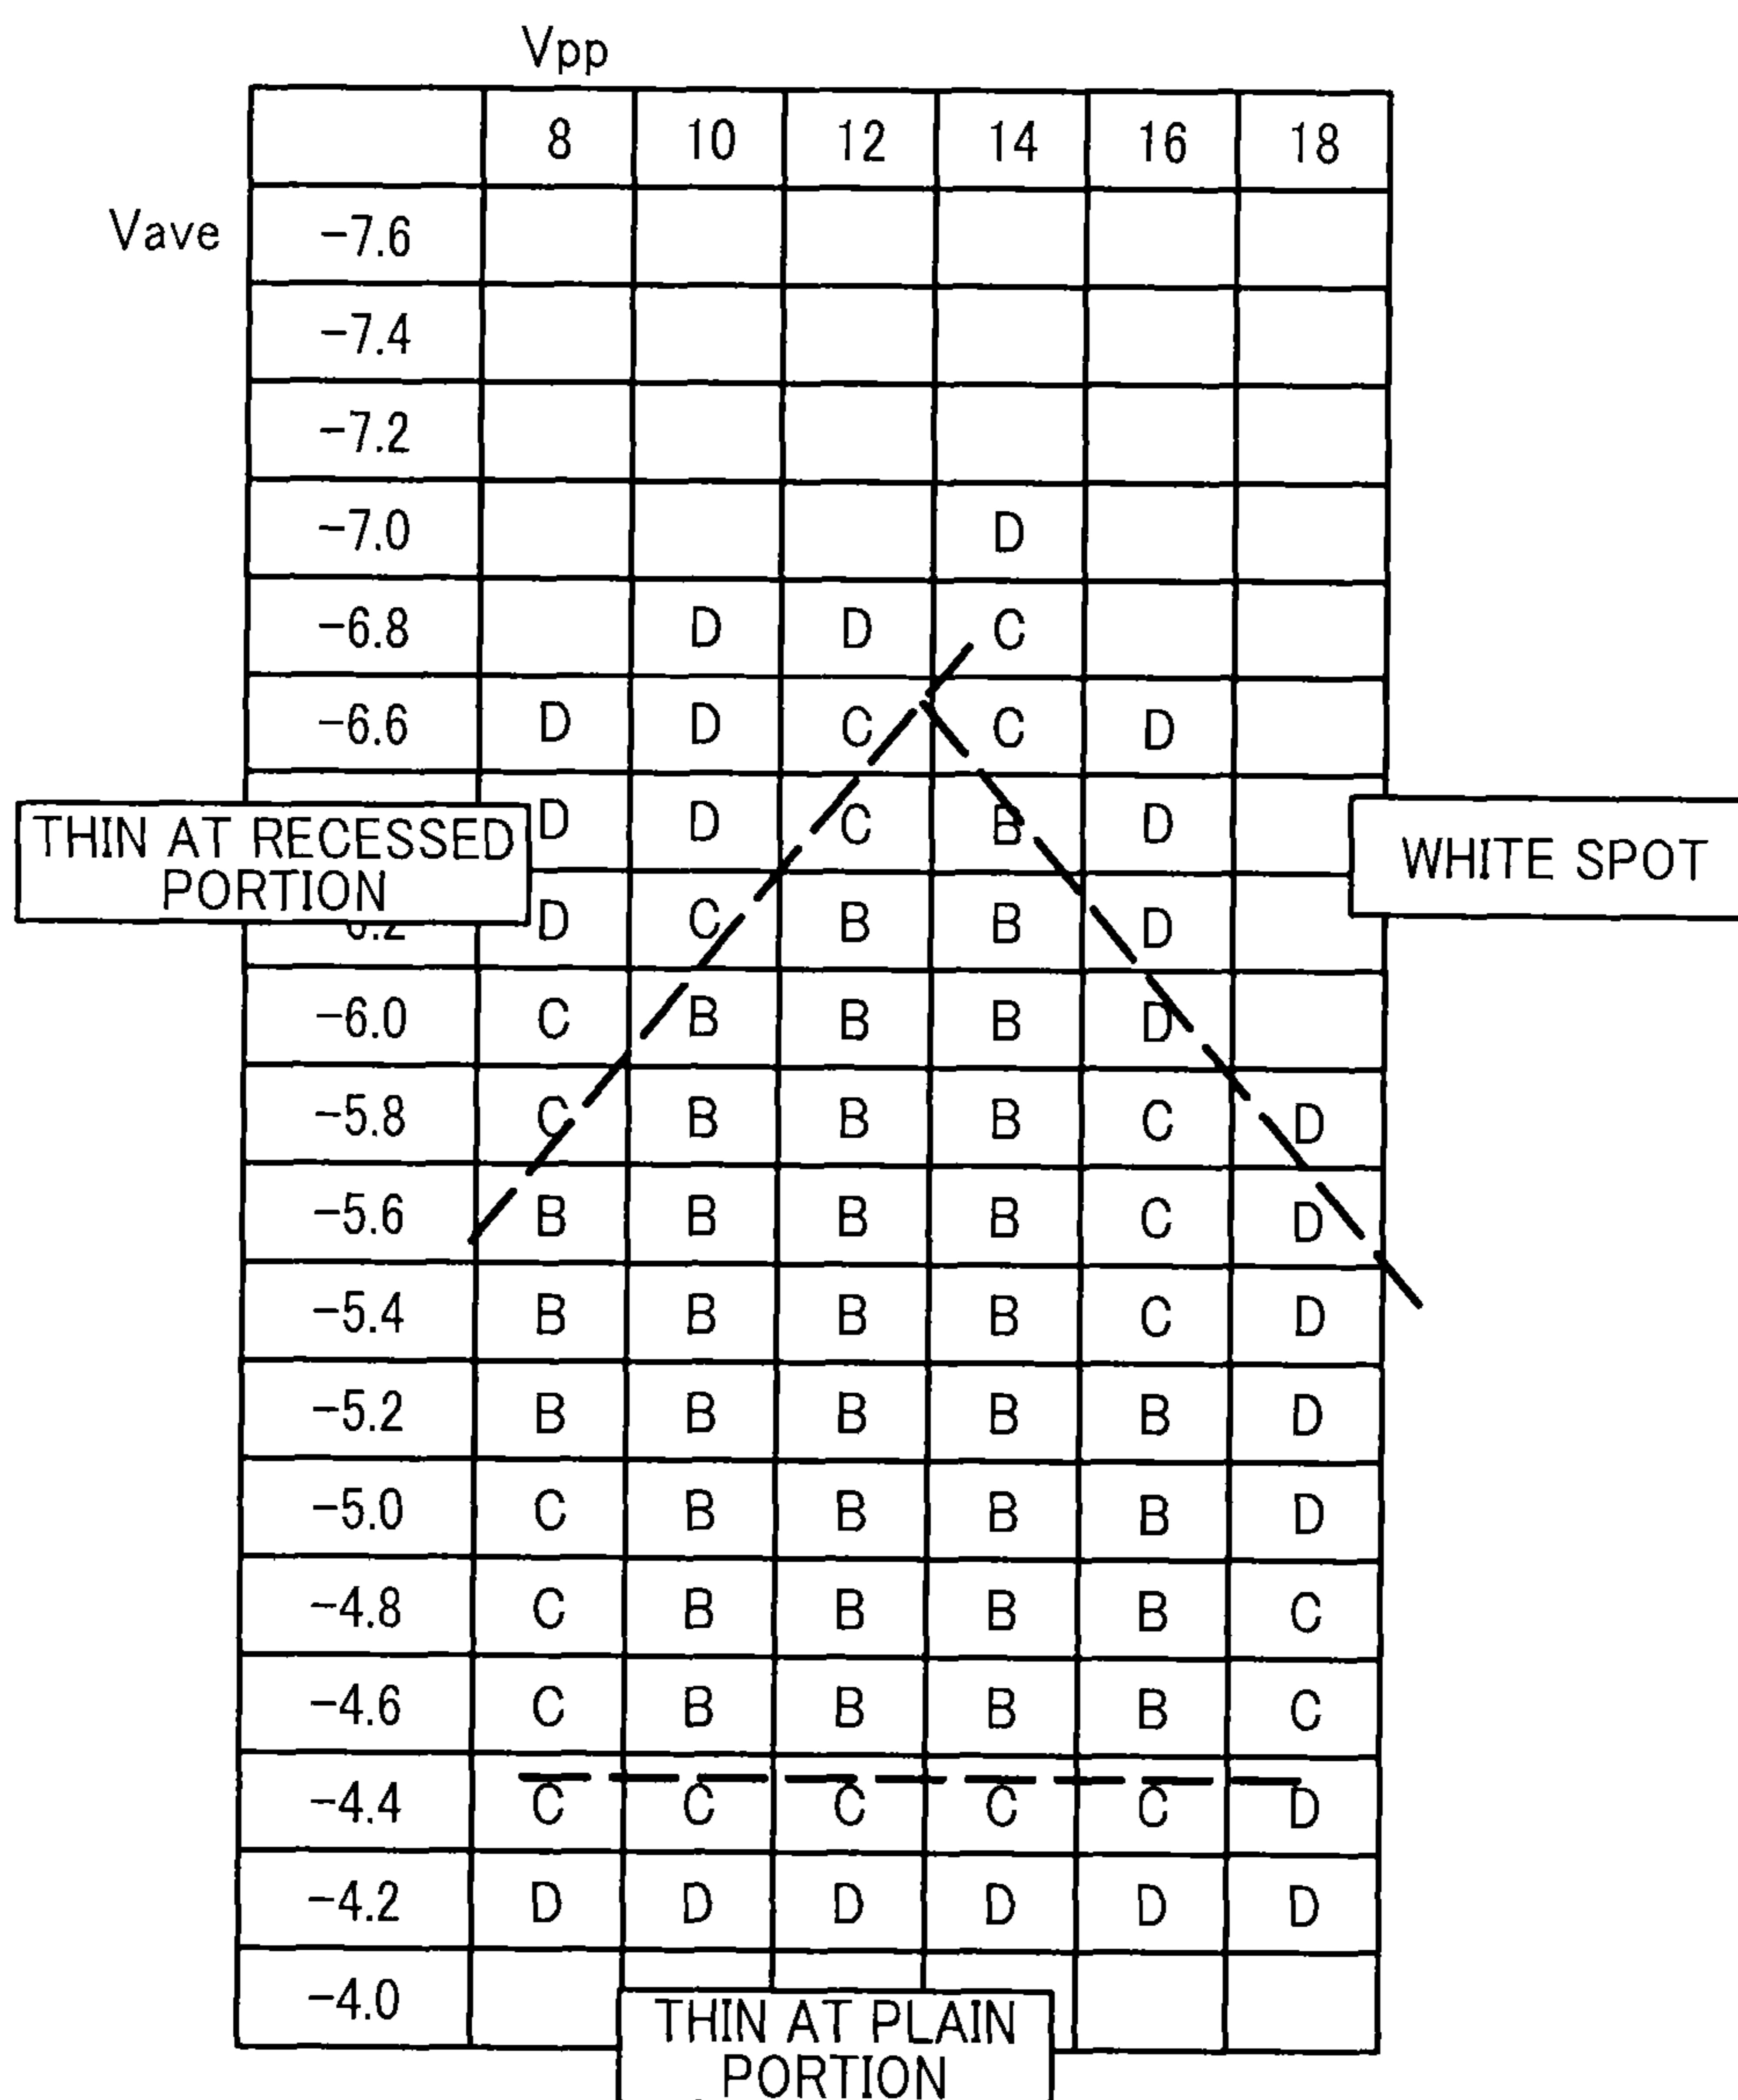 Vpp
8 10 12 14 16 18
Vave -7.6
-7.4
-7.2
-7.0 D
-6.8 D D C
-6.6 D D C C D
D D C B D
THIN AT RECESSED
PORTION
WHITE SPOT
D C B B D
-6.0 C B B B D
-5.8 C B B B C D
-5.6 B B B B C D
-5.4 B B B B C D
-5.2 B B B B B D
-5.0 C B B B B D
-4.8 C B B B B C
-4.6 C B B B B C
-4.4 C C C C C D
-4.2 D D D D D D
-4.0
THIN AT PLAIN
PORTION